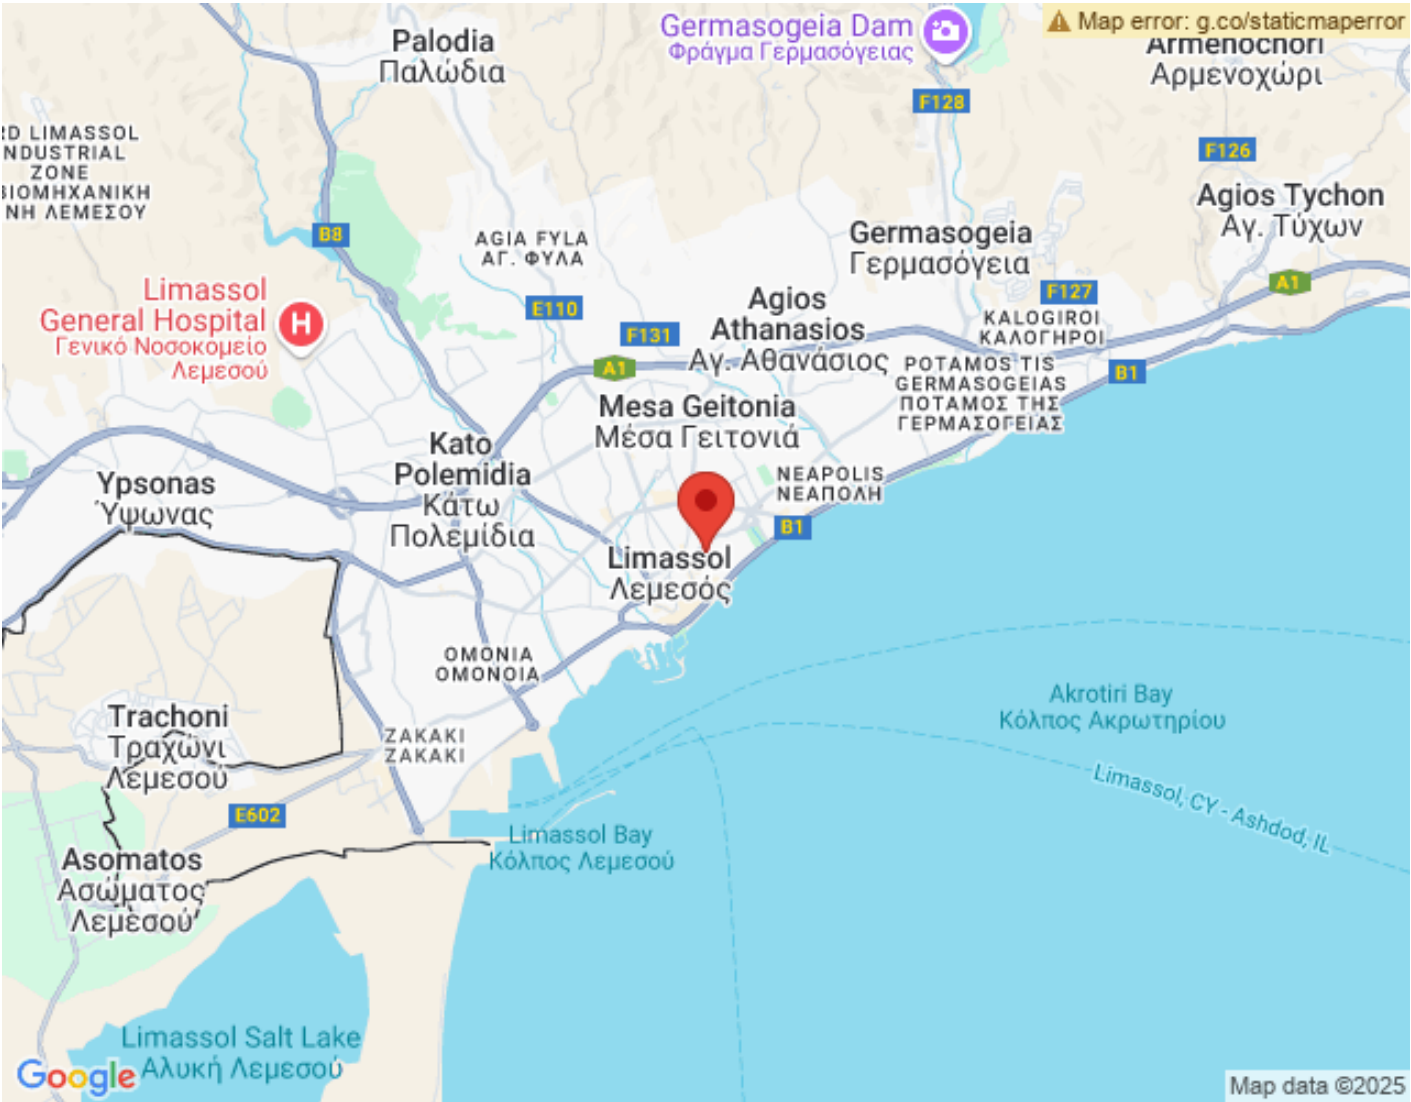 Map error: g.co/staticmaperror
Germasogeia Dam
Φράγμα Γερμασόγειας
Palodia
Παλώδια
Armenochori
Αρμενοχώρι
F128
RD LIMASSOL
NDUSTRIAL
ZONE
ΒΙΟΜΗΧΑΝΙΚΗ
ΝΗ ΛΕΜΕΣΟΥ
F126
Agios Tychon
Αγ. Τύχων
B8
AGIA FYLA
ΑΓ. ΦΥΛΑ
Germasogeia
Γερμασόγεια
A1
Limassol
General Hospital
Γενικό Νοσοκομείο
Λεμεσού
H
E110
F131
Agios
Athanasios
Αγ. Αθανάσιος
F127
KALOGIROI
ΚΑΛΟΓΗΡΟΙ
A1
POTAMOS TIS
GERMASOGEIAS
ΠΟΤΑΜΟΣ ΤΗΣ
ΓΕΡΜΑΣΟΓΕΙΑΣ
B1
Mesa Geitonia
Μέσα Γειτονιά
Kato
Polemidia
Κάτω
Πολεμίδια
Ypsonas
Ύψωνας
NEAPOLIS
ΝΕΑΠΟΛΗ
B1
Limassol
Λεμεσός
OMONIA
ΟΜΟΝΟΙΑ
Akrotiri Bay
Κόλπος Ακρωτηρίου
Trachoni
Τραχώνι
Λεμεσού
ZAKAKI
ΖΑΚΑΚΙ
Limassol, CY - Ashdod, IL
E602
Limassol Bay
Κόλπος Λεμεσού
Asomatos
Ασώματος
Λεμεσού
Limassol Salt Lake
Αλυκή Λεμεσού
Google
Map data ©2025